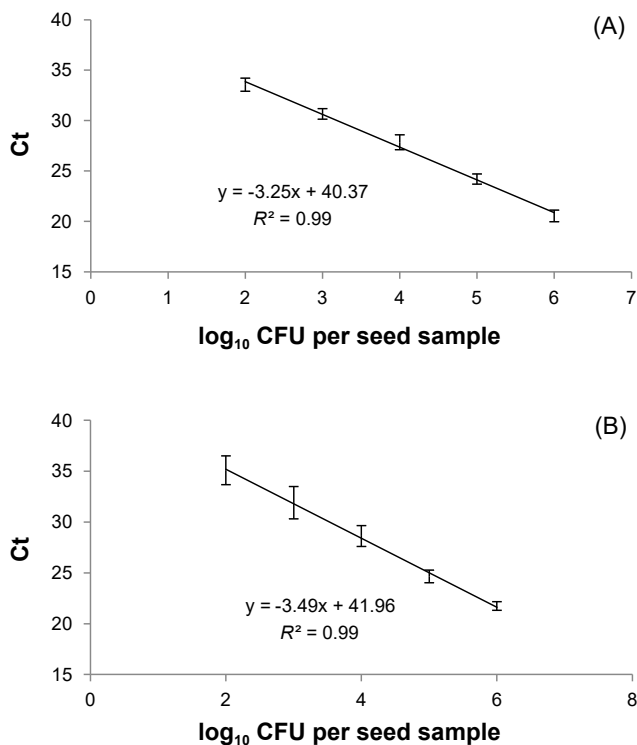 (A)
40
35
30
25
20
15
Ct
y = -3.25x + 40.37
R² = 0.99
0 1 2 3 4 5 6 7
log₁₀ CFU per seed sample
(B)
40
35
30
25
20
15
Ct
y = -3.49x + 41.96
R² = 0.99
0 2 4 6 8
log₁₀ CFU per seed sample